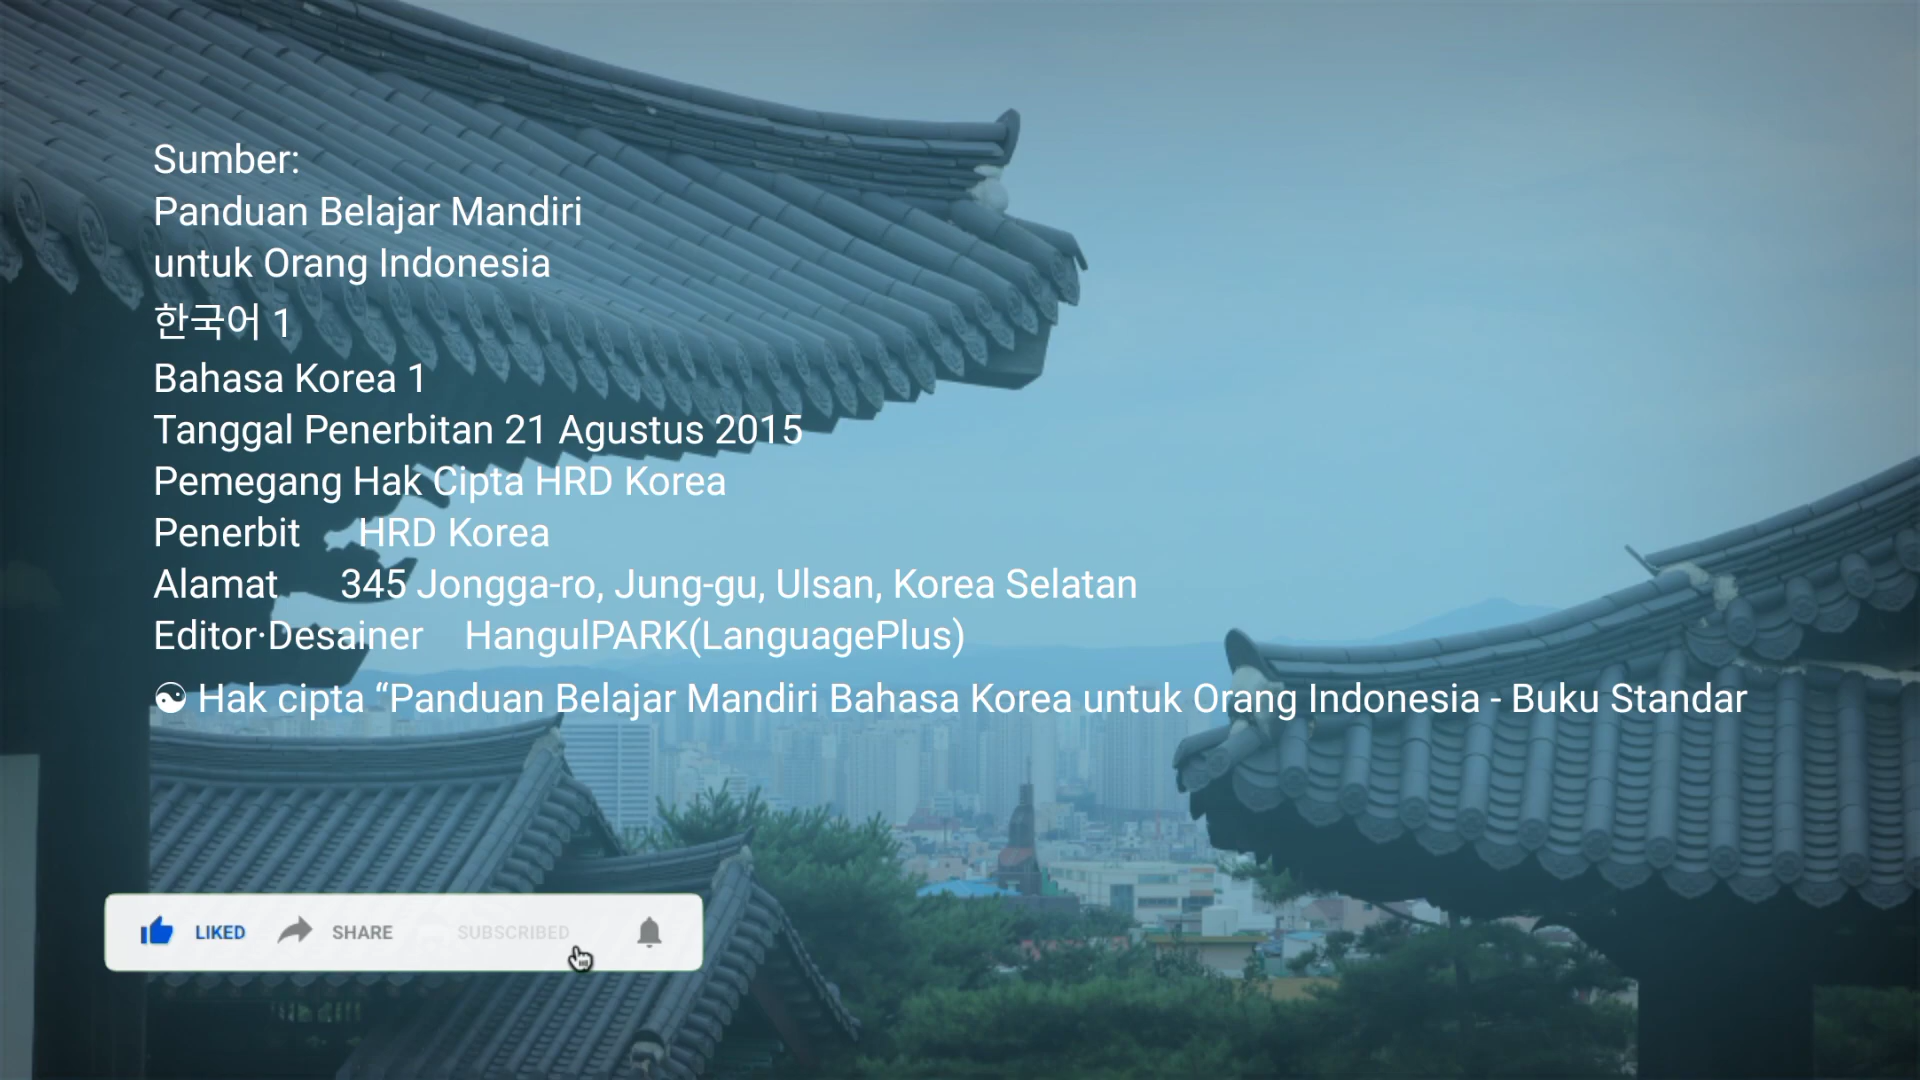 Sumber:
Panduan Belajar Mandiri
untuk Orang Indonesia
한국어 1
Bahasa Korea 1
Tanggal Penerbitan 21 Agustus 2015
Pemegang Hak Cipta HRD Korea
Penerbit HRD Korea
Alamat 345 Jongga-ro, Jung-gu, Ulsan, Korea Selatan
Editor·Desainer HangulPARK(LanguagePlus)
☯ Hak cipta “Panduan Belajar Mandiri Bahasa Korea untuk Orang Indonesia - Buku Standar
LIKED SHARE SUBSCRIBED